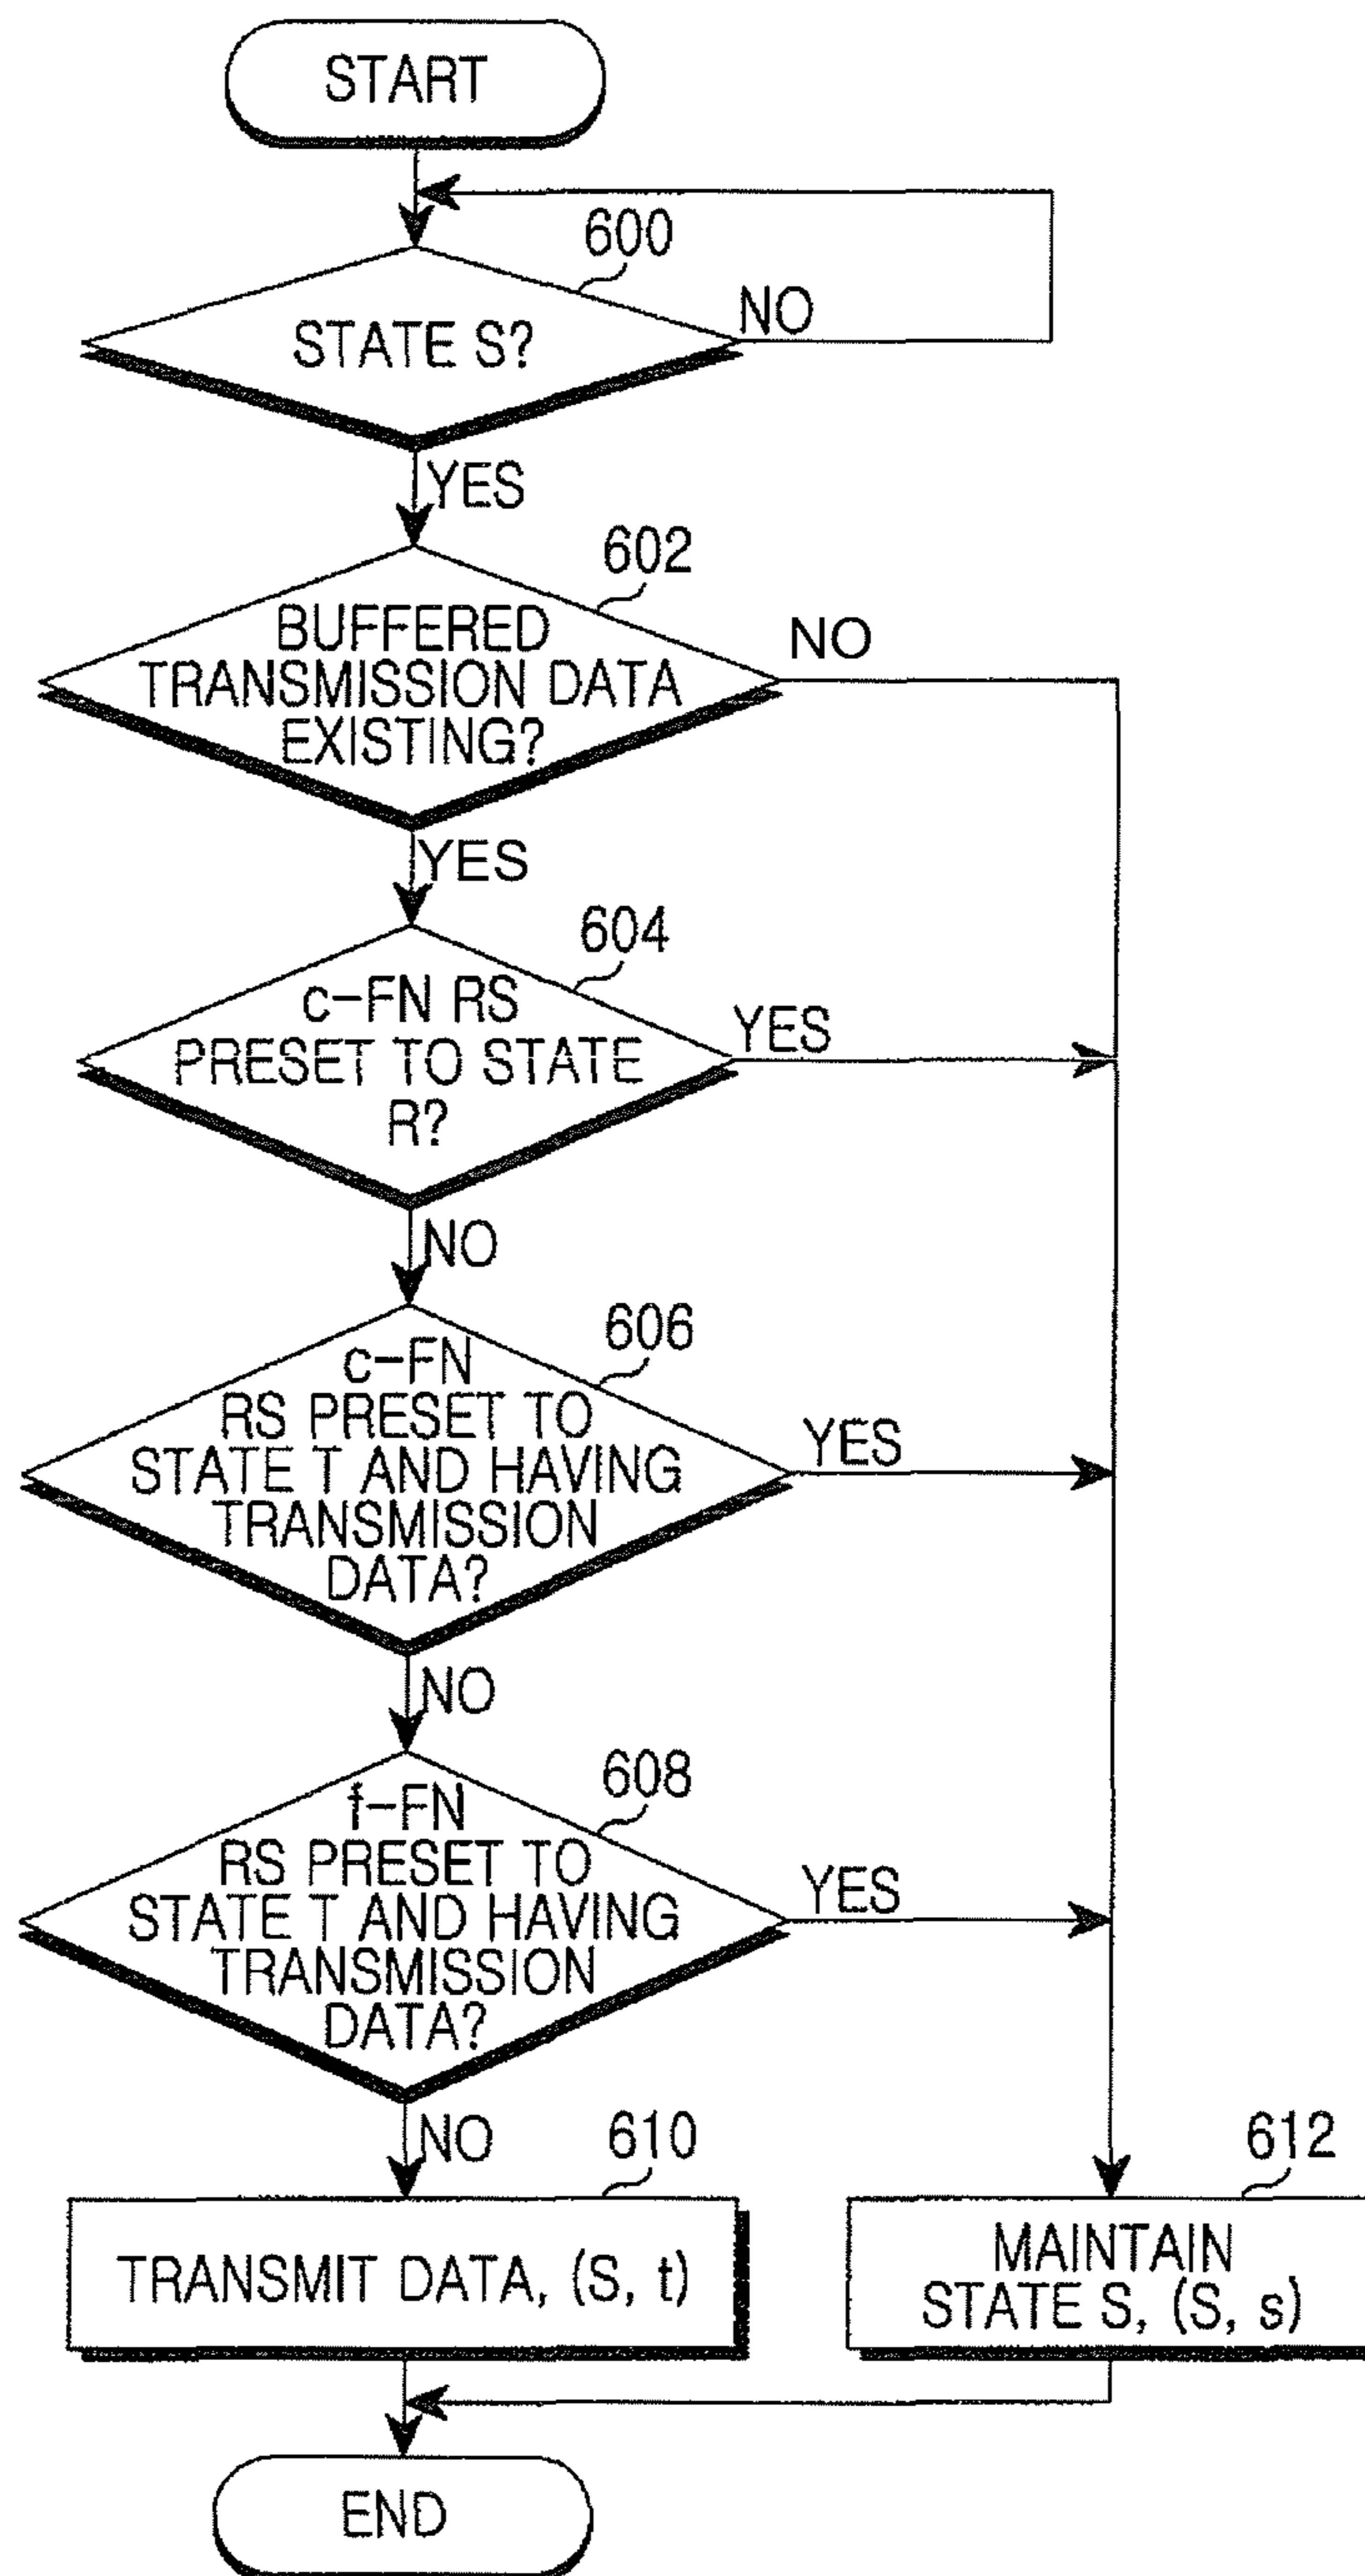 START
600
STATE S?
NO
YES
602
BUFFERED
TRANSMISSION DATA
EXISTING?
NO
YES
604
c-FN RS
PRESET TO STATE
R?
YES
NO
606
c-FN
RS PRESET TO
STATE T AND HAVING
TRANSMISSION
DATA?
YES
NO
608
f-FN
RS PRESET TO
STATE T AND HAVING
TRANSMISSION
DATA?
YES
NO
610
TRANSMIT DATA, (S, t)
612
MAINTAIN
STATE S, (S, s)
END